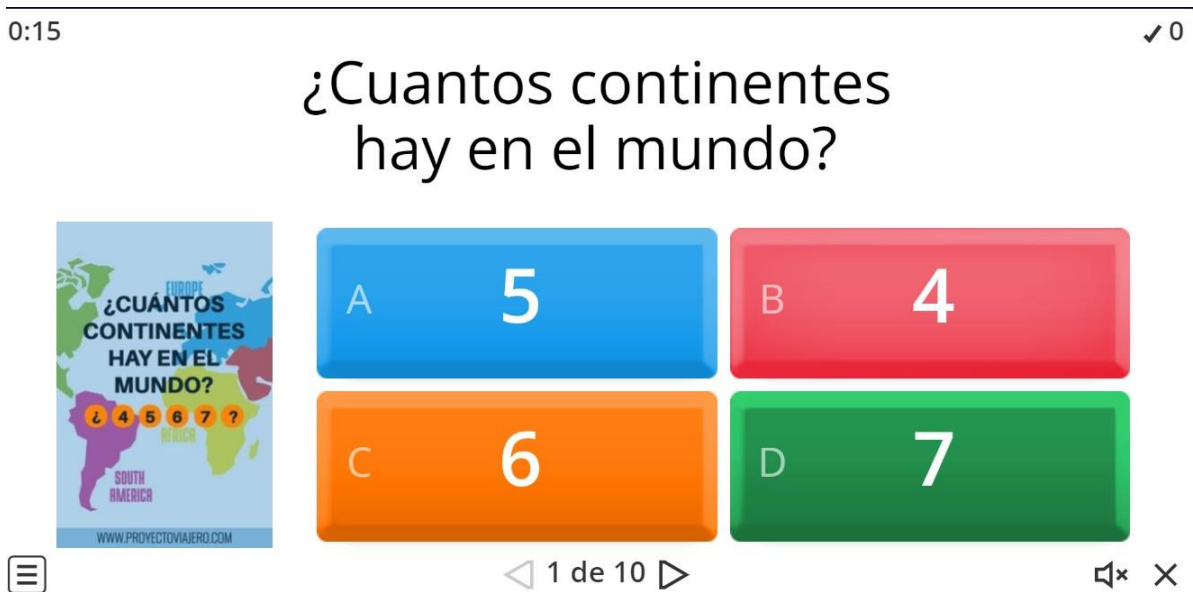 0:15
✓ 0
¿Cuantos continentes
hay en el mundo?
EUROPE
¿CUÁNTOS
CONTINENTES
HAY EN EL
MUNDO?
¿ 4 5 6 7 ?
AFRICA
SOUTH
AMERICA
WWW.PROYECTOVIAJERO.COM
A 5
B 4
C 6
D 7
1 de 10